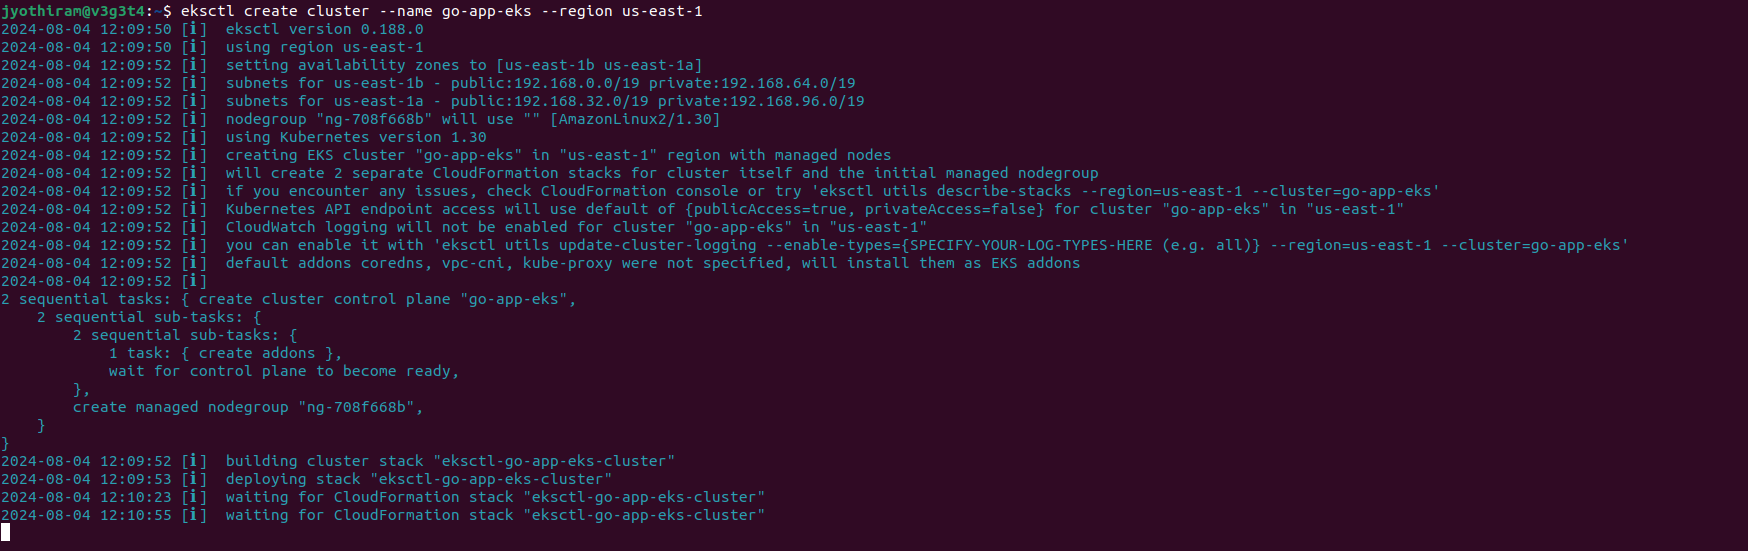 jyothiram@v3g3t4:~$ eksctl create cluster --name go-app-eks --region us-east-1
2024-08-04 12:09:50 [ℹ]  eksctl version 0.188.0
2024-08-04 12:09:50 [ℹ]  using region us-east-1
2024-08-04 12:09:52 [ℹ]  setting availability zones to [us-east-1b us-east-1a]
2024-08-04 12:09:52 [ℹ]  subnets for us-east-1b - public:192.168.0.0/19 private:192.168.64.0/19
2024-08-04 12:09:52 [ℹ]  subnets for us-east-1a - public:192.168.32.0/19 private:192.168.96.0/19
2024-08-04 12:09:52 [ℹ]  nodegroup "ng-708f668b" will use "" [AmazonLinux2/1.30]
2024-08-04 12:09:52 [ℹ]  using Kubernetes version 1.30
2024-08-04 12:09:52 [ℹ]  creating EKS cluster "go-app-eks" in "us-east-1" region with managed nodes
2024-08-04 12:09:52 [ℹ]  will create 2 separate CloudFormation stacks for cluster itself and the initial managed nodegroup
2024-08-04 12:09:52 [ℹ]  if you encounter any issues, check CloudFormation console or try 'eksctl utils describe-stacks --region=us-east-1 --cluster=go-app-eks'
2024-08-04 12:09:52 [ℹ]  Kubernetes API endpoint access will use default of {publicAccess=true, privateAccess=false} for cluster "go-app-eks" in "us-east-1"
2024-08-04 12:09:52 [ℹ]  CloudWatch logging will not be enabled for cluster "go-app-eks" in "us-east-1"
2024-08-04 12:09:52 [ℹ]  you can enable it with 'eksctl utils update-cluster-logging --enable-types={SPECIFY-YOUR-LOG-TYPES-HERE (e.g. all)} --region=us-east-1 --cluster=go-app-eks'
2024-08-04 12:09:52 [ℹ]  default addons coredns, vpc-cni, kube-proxy were not specified, will install them as EKS addons
2024-08-04 12:09:52 [ℹ]
2 sequential tasks: { create cluster control plane "go-app-eks",
    2 sequential sub-tasks: {
        2 sequential sub-tasks: {
            1 task: { create addons },
            wait for control plane to become ready,
        },
        create managed nodegroup "ng-708f668b",
    }
}
2024-08-04 12:09:52 [ℹ]  building cluster stack "eksctl-go-app-eks-cluster"
2024-08-04 12:09:53 [ℹ]  deploying stack "eksctl-go-app-eks-cluster"
2024-08-04 12:10:23 [ℹ]  waiting for CloudFormation stack "eksctl-go-app-eks-cluster"
2024-08-04 12:10:55 [ℹ]  waiting for CloudFormation stack "eksctl-go-app-eks-cluster"